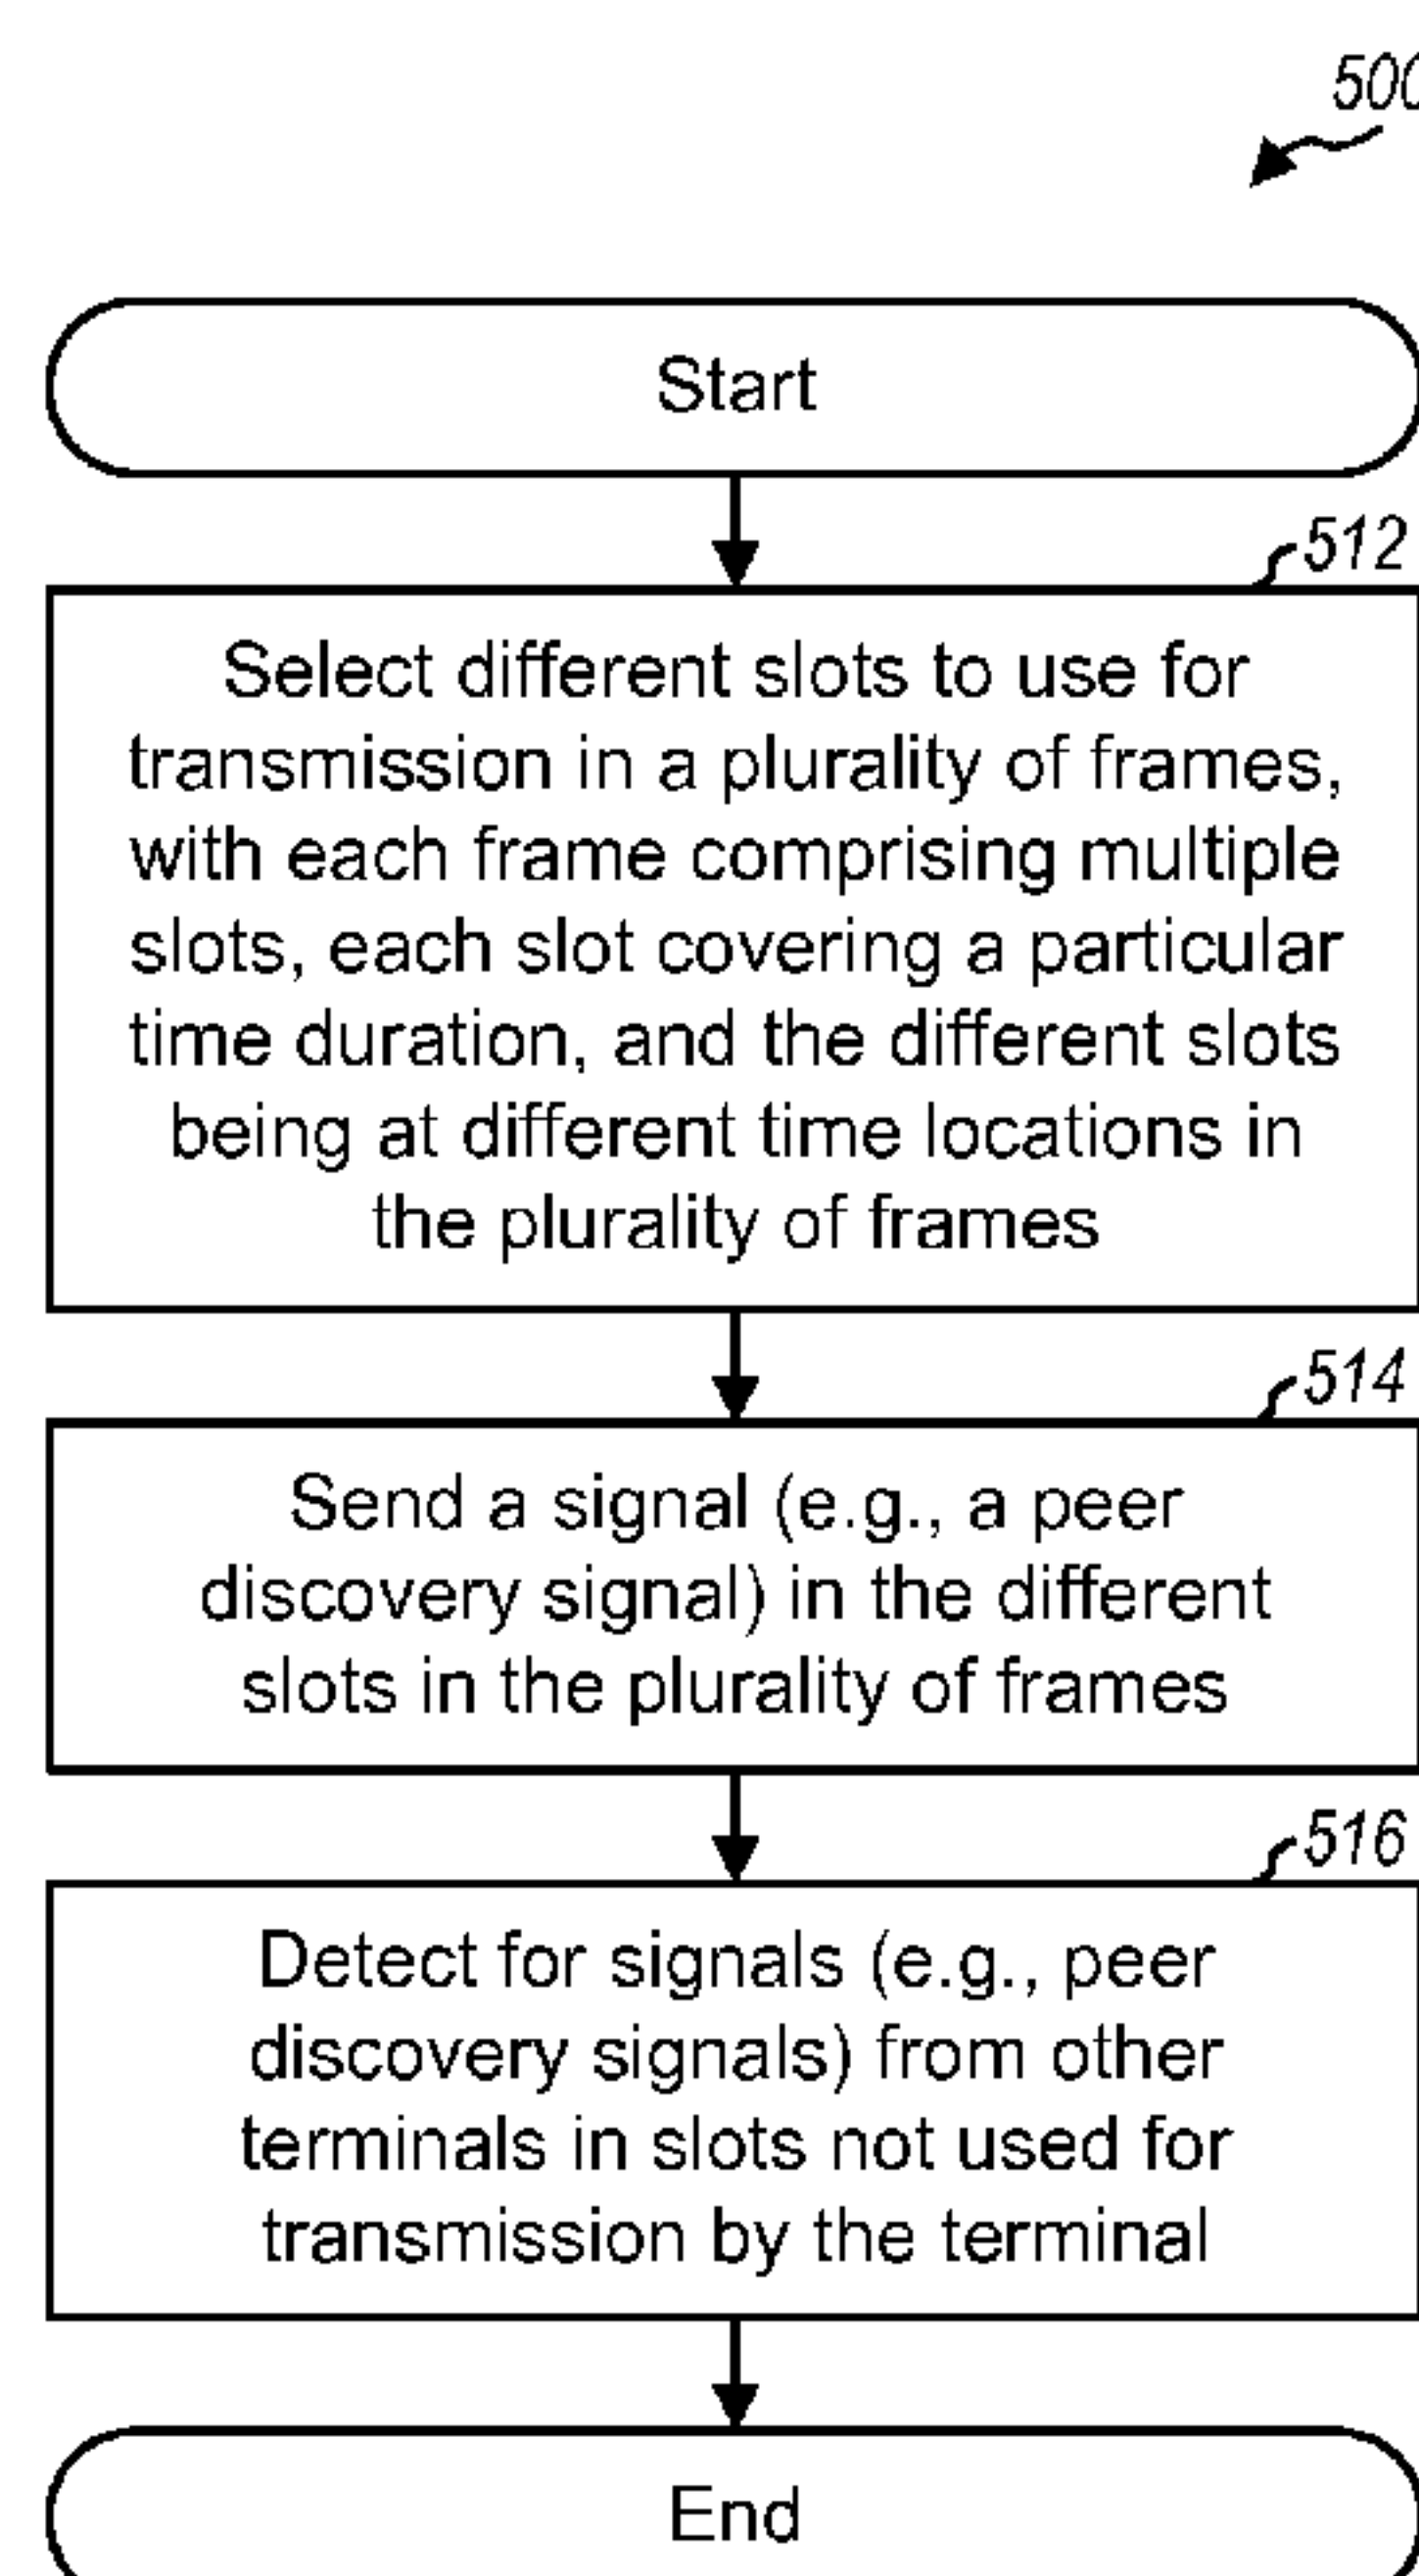 500
Start
512
Select different slots to use for
transmission in a plurality of frames,
with each frame comprising multiple
slots, each slot covering a particular
time duration, and the different slots
being at different time locations in
the plurality of frames
514
Send a signal (e.g., a peer
discovery signal) in the different
slots in the plurality of frames
516
Detect for signals (e.g., peer
discovery signals) from other
terminals in slots not used for
transmission by the terminal
End